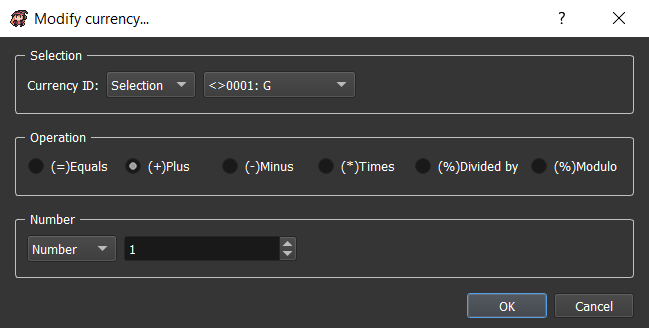 Modify currency...
Selection
Currency ID: Selection <>0001: G
Operation
(=)Equals (+)Plus (-)Minus (*)Times (%)Divided by (%)Modulo
Number
Number 1
OK Cancel